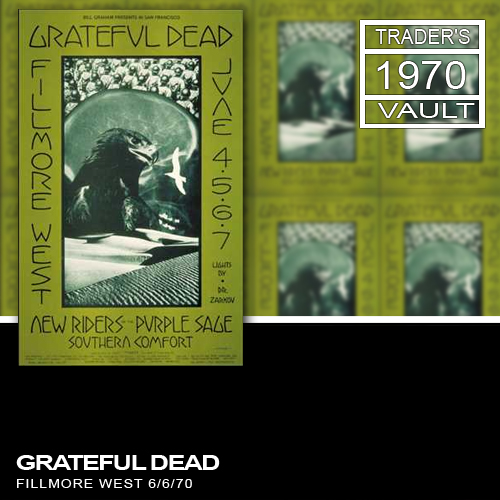 BILL GRAHAM PRESENTS IN SAN FRANCISCO
GRATEFUL DEAD
FILLMORE WEST
JUNE 4·5·6·7
LIGHTS
BY
•
DR.
ZARKOV
NEW RIDERS OF THE PURPLE SAGE
SOUTHERN COMFORT
TRADER'S
1970
VAULT
GRATEFUL DEAD
FILLMORE WEST 6/6/70